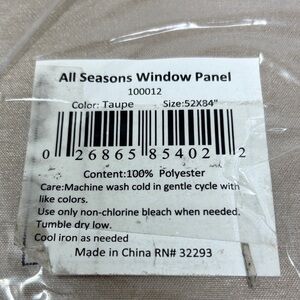 All Seasons Window Panel
100012
Color: Taupe Size:52X84"
0 26865 85402 2
Content:100% Polyester
Care:Machine wash cold in gentle cycle with
like colors.
Use only non-chlorine bleach when needed.
Tumble dry low.
Cool iron as needed
Made in China RN# 32293